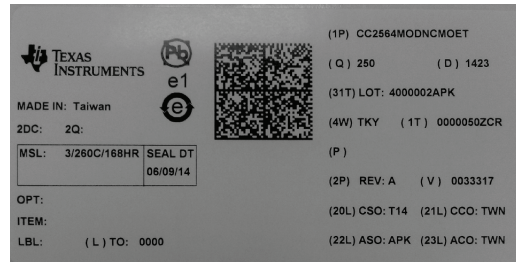 TEXAS
INSTRUMENTS
Pb
e1
e
MADE IN: Taiwan
2DC: 2Q:
MSL: 3/260C/168HR SEAL DT
06/09/14
OPT:
ITEM:
LBL: (L)TO: 0000
(1P) CC2564MODNCMOET
(Q) 250 (D) 1423
(31T) LOT: 4000002APK
(4W) TKY (1T) 0000050ZCR
(P)
(2P) REV: A (V) 0033317
(20L) CSO: T14 (21L) CCO: TWN
(22L) ASO: APK (23L) ACO: TWN